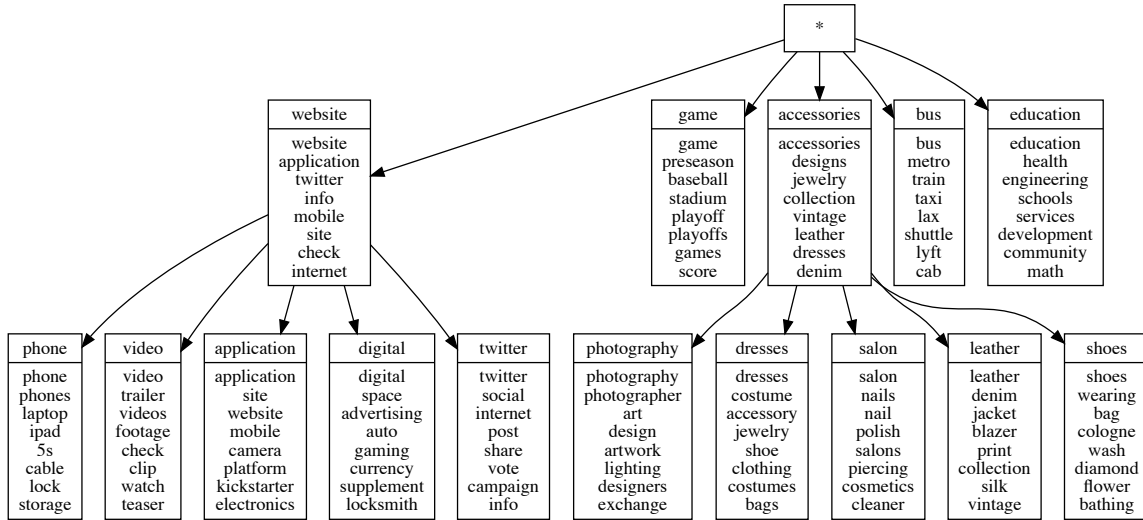 *
website
website
application
twitter
info
mobile
site
check
internet
game
game
preseason
baseball
stadium
playoff
playoffs
games
score
accessories
accessories
designs
jewelry
collection
vintage
leather
dresses
denim
bus
bus
metro
train
taxi
lax
shuttle
lyft
cab
education
education
health
engineering
schools
services
development
community
math
phone
phone
phones
laptop
ipad
5s
cable
lock
storage
video
video
trailer
videos
footage
check
clip
watch
teaser
application
application
site
website
mobile
camera
platform
kickstarter
electronics
digital
digital
space
advertising
auto
gaming
currency
supplement
locksmith
twitter
twitter
social
internet
post
share
vote
campaign
info
photography
photography
photographer
art
design
artwork
lighting
designers
exchange
dresses
dresses
costume
accessory
jewelry
shoe
clothing
costumes
bags
salon
salon
nails
nail
polish
salons
piercing
cosmetics
cleaner
leather
leather
denim
jacket
blazer
print
collection
silk
vintage
shoes
shoes
wearing
bag
cologne
wash
diamond
flower
bathing